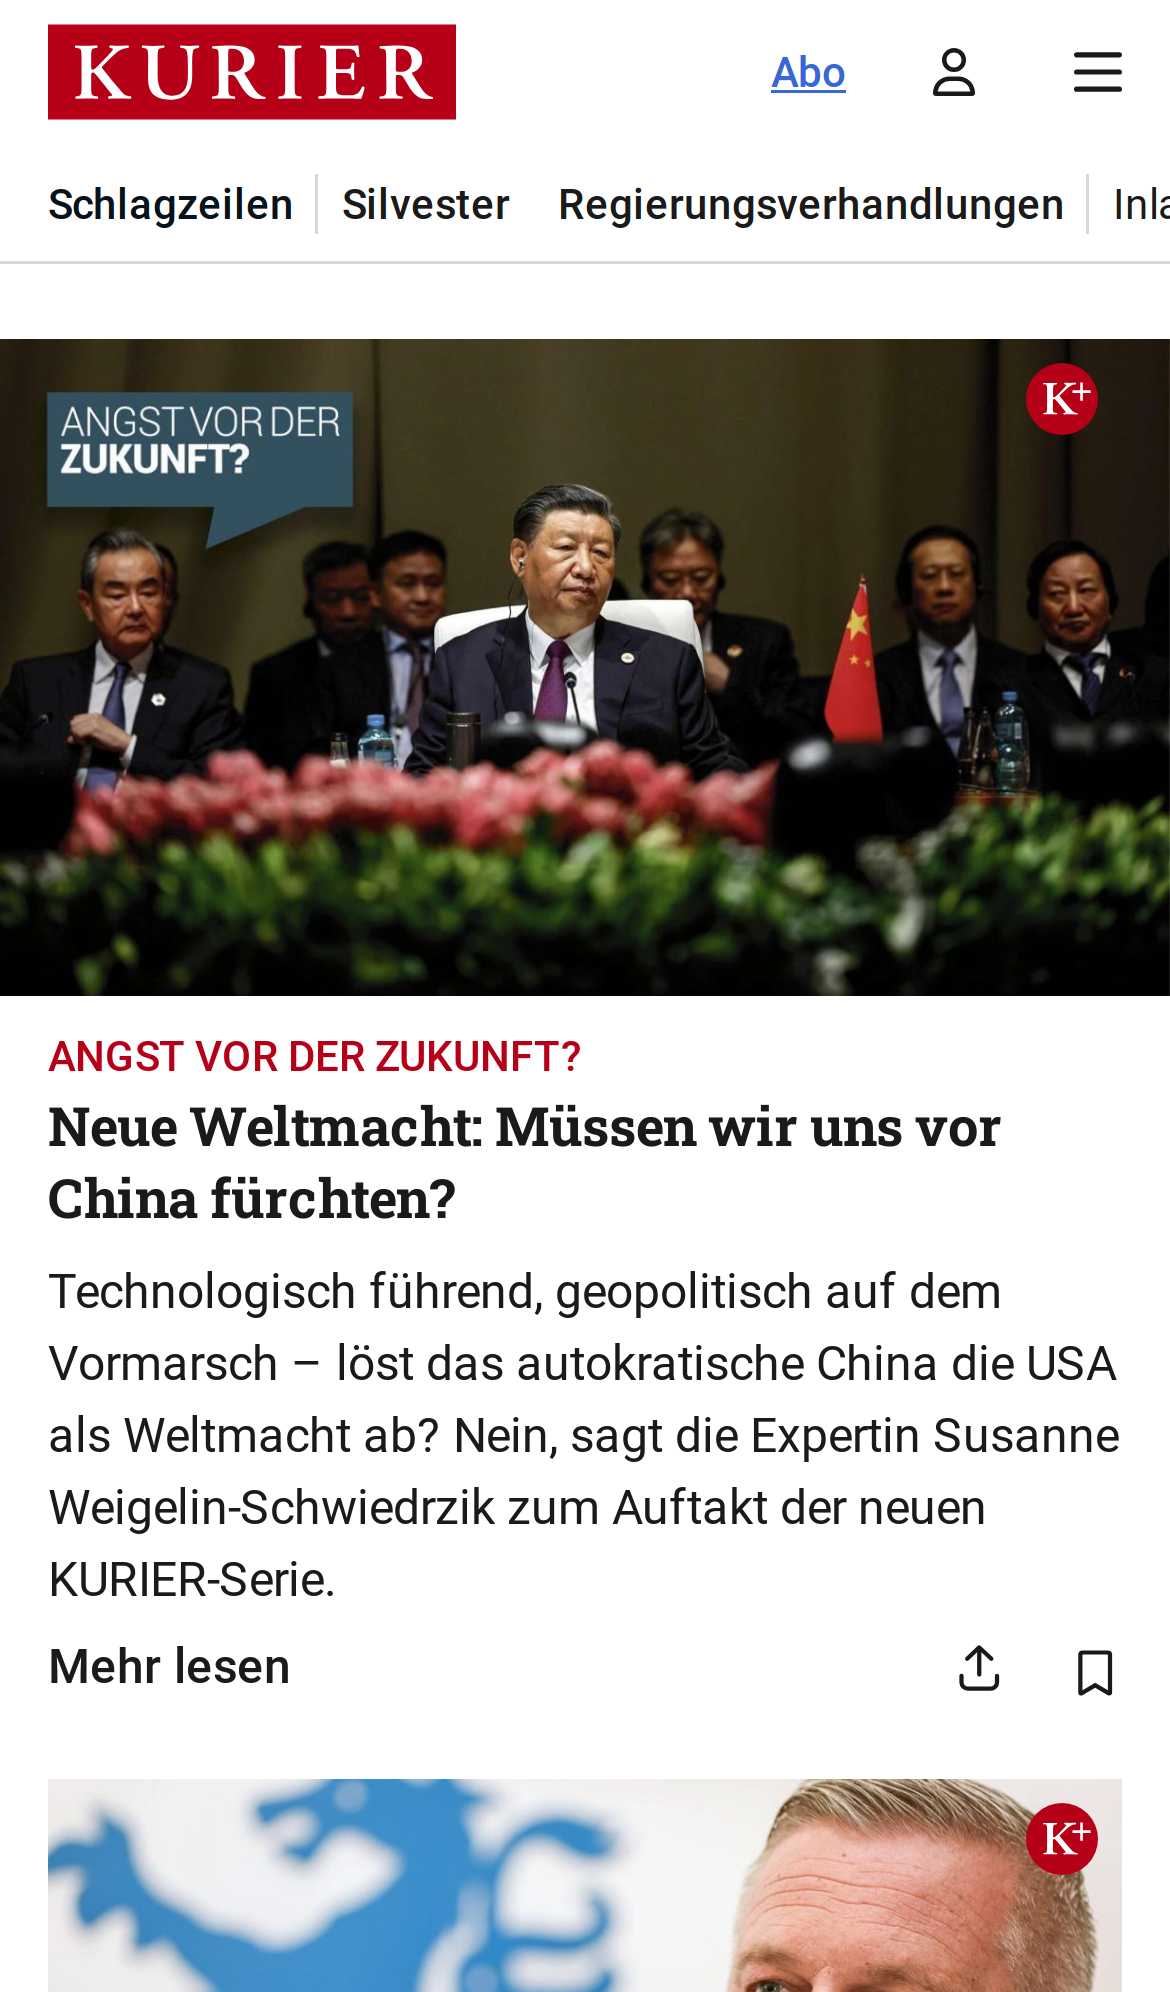 KURIER
Abo
Schlagzeilen
Silvester
Regierungsverhandlungen
ANGST VOR DER
ZUKUNFT?
K+
ANGST VOR DER ZUKUNFT?
Neue Weltmacht: Müssen wir uns vor
China fürchten?
Technologisch führend, geopolitisch auf dem
Vormarsch – löst das autokratische China die USA
als Weltmacht ab? Nein, sagt die Expertin Susanne
Weigelin-Schwiedrzik zum Auftakt der neuen
KURIER-Serie.
Mehr lesen
K+